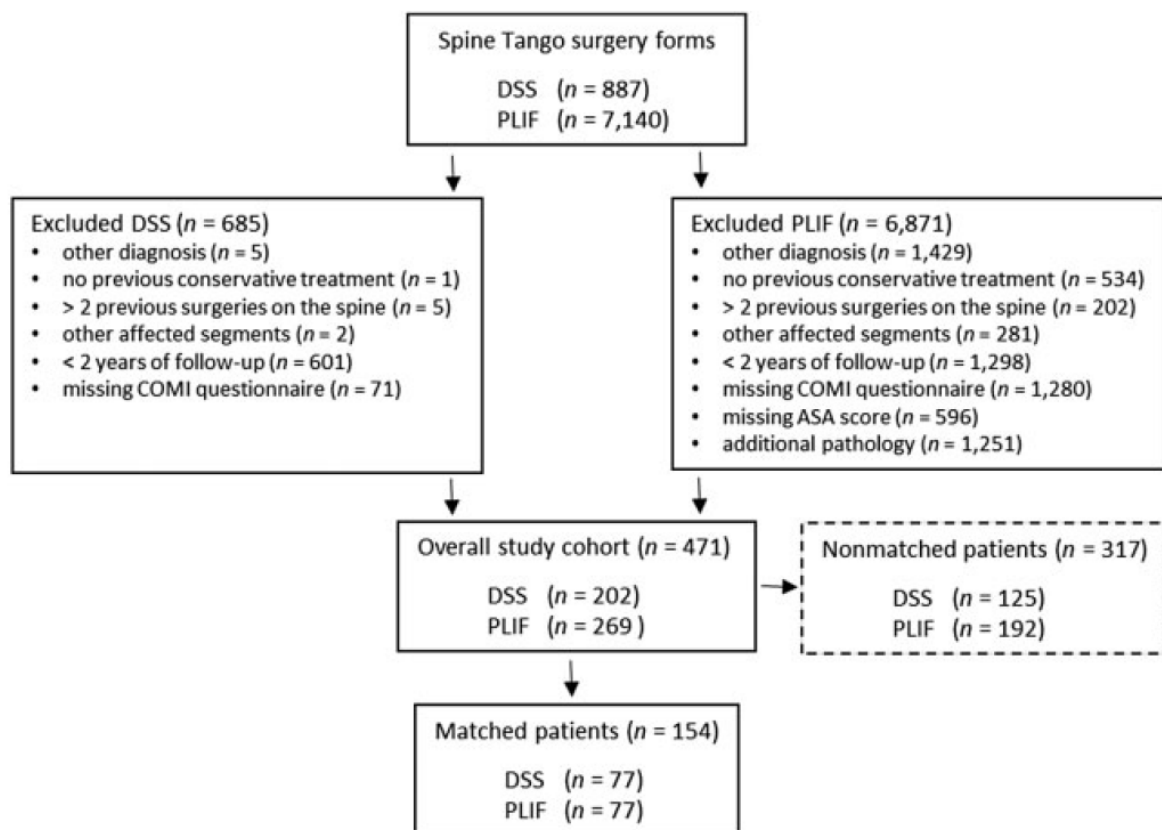 Spine Tango surgery forms
DSS (n = 887)
PLIF (n = 7,140)
Excluded DSS (n = 685)
• other diagnosis (n = 5)
• no previous conservative treatment (n = 1)
• > 2 previous surgeries on the spine (n = 5)
• other affected segments (n = 2)
• < 2 years of follow-up (n = 601)
• missing COMI questionnaire (n = 71)
Excluded PLIF (n = 6,871)
• other diagnosis (n = 1,429)
• no previous conservative treatment (n = 534)
• > 2 previous surgeries on the spine (n = 202)
• other affected segments (n = 281)
• < 2 years of follow-up (n = 1,298)
• missing COMI questionnaire (n = 1,280)
• missing ASA score (n = 596)
• additional pathology (n = 1,251)
Overall study cohort (n = 471)
DSS (n = 202)
PLIF (n = 269 )
Nonmatched patients (n = 317)
DSS (n = 125)
PLIF (n = 192)
Matched patients (n = 154)
DSS (n = 77)
PLIF (n = 77)